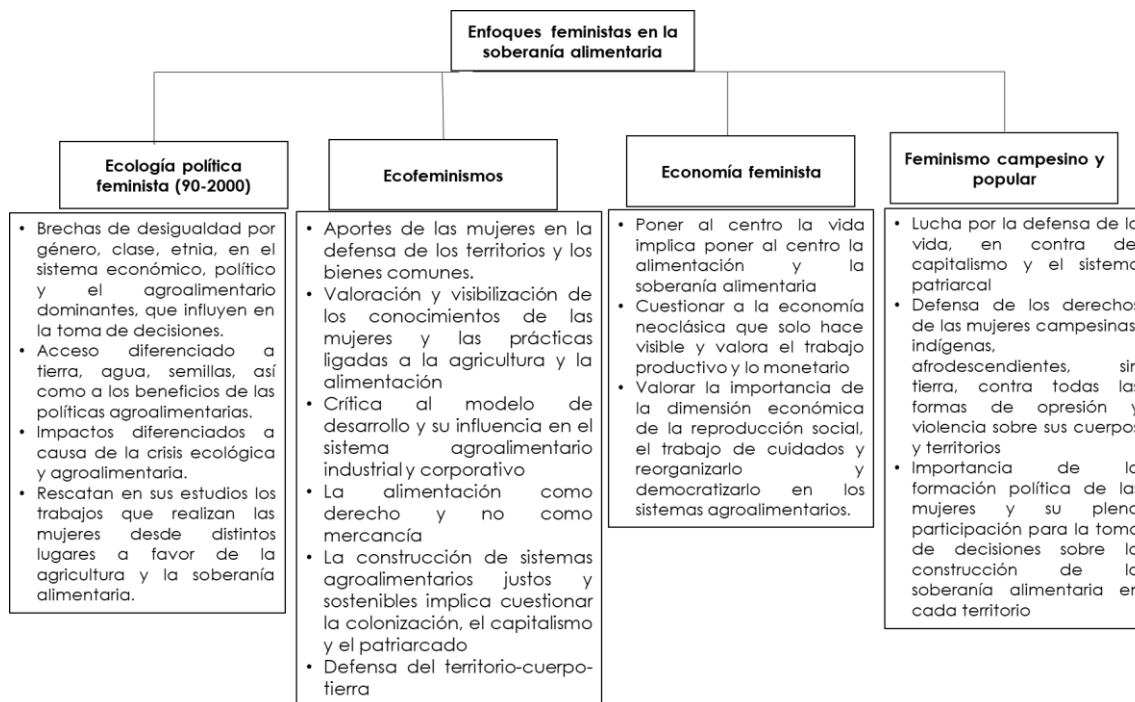 Enfoques feministas en la
soberanía alimentaria
Ecología política
feminista (90-2000)
• Brechas de desigualdad por
género, clase, etnia, en el
sistema económico, político
y el agroalimentario
dominantes, que influyen en
la toma de decisiones.
• Acceso diferenciado a
tierra, agua, semillas, así
como a los beneficios de las
políticas agroalimentarias.
• Impactos diferenciados a
causa de la crisis ecológica
y agroalimentaria.
• Rescatan en sus estudios los
trabajos que realizan las
mujeres desde distintos
lugares a favor de la
agricultura y la soberanía
alimentaria.
Ecofeminismos
• Aportes de las mujeres en la
defensa de los territorios y los
bienes comunes.
• Valoración y visibilización de
los conocimientos de las
mujeres y las prácticas
ligadas a la agricultura y la
alimentación
• Crítica al modelo de
desarrollo y su influencia en el
sistema agroalimentario
industrial y corporativo
• La alimentación como
derecho y no como
mercancía
• La construcción de sistemas
agroalimentarios justos y
sostenibles implica cuestionar
la colonización, el capitalismo
y el patriarcado
• Defensa del territorio-cuerpo-
tierra
Economía feminista
• Poner al centro la vida
implica poner al centro la
alimentación y la
soberanía alimentaria
• Cuestionar a la economía
neoclásica que solo hace
visible y valora el trabajo
productivo y lo monetario
• Valorar la importancia de
la dimensión económica
de la reproducción social,
el trabajo de cuidados y
reorganizarlo y
democratizarlo en los
sistemas agroalimentarios.
Feminismo campesino y
popular
• Lucha por la defensa de la
vida, en contra del
capitalismo y el sistema
patriarcal
• Defensa de los derechos
de las mujeres campesinas,
indígenas,
afrodescendientes, sin
tierra, contra todas las
formas de opresión y
violencia sobre sus cuerpos
y territorios
• Importancia de la
formación política de las
mujeres y su plena
participación para la toma
de decisiones sobre la
construcción de la
soberanía alimentaria en
cada territorio